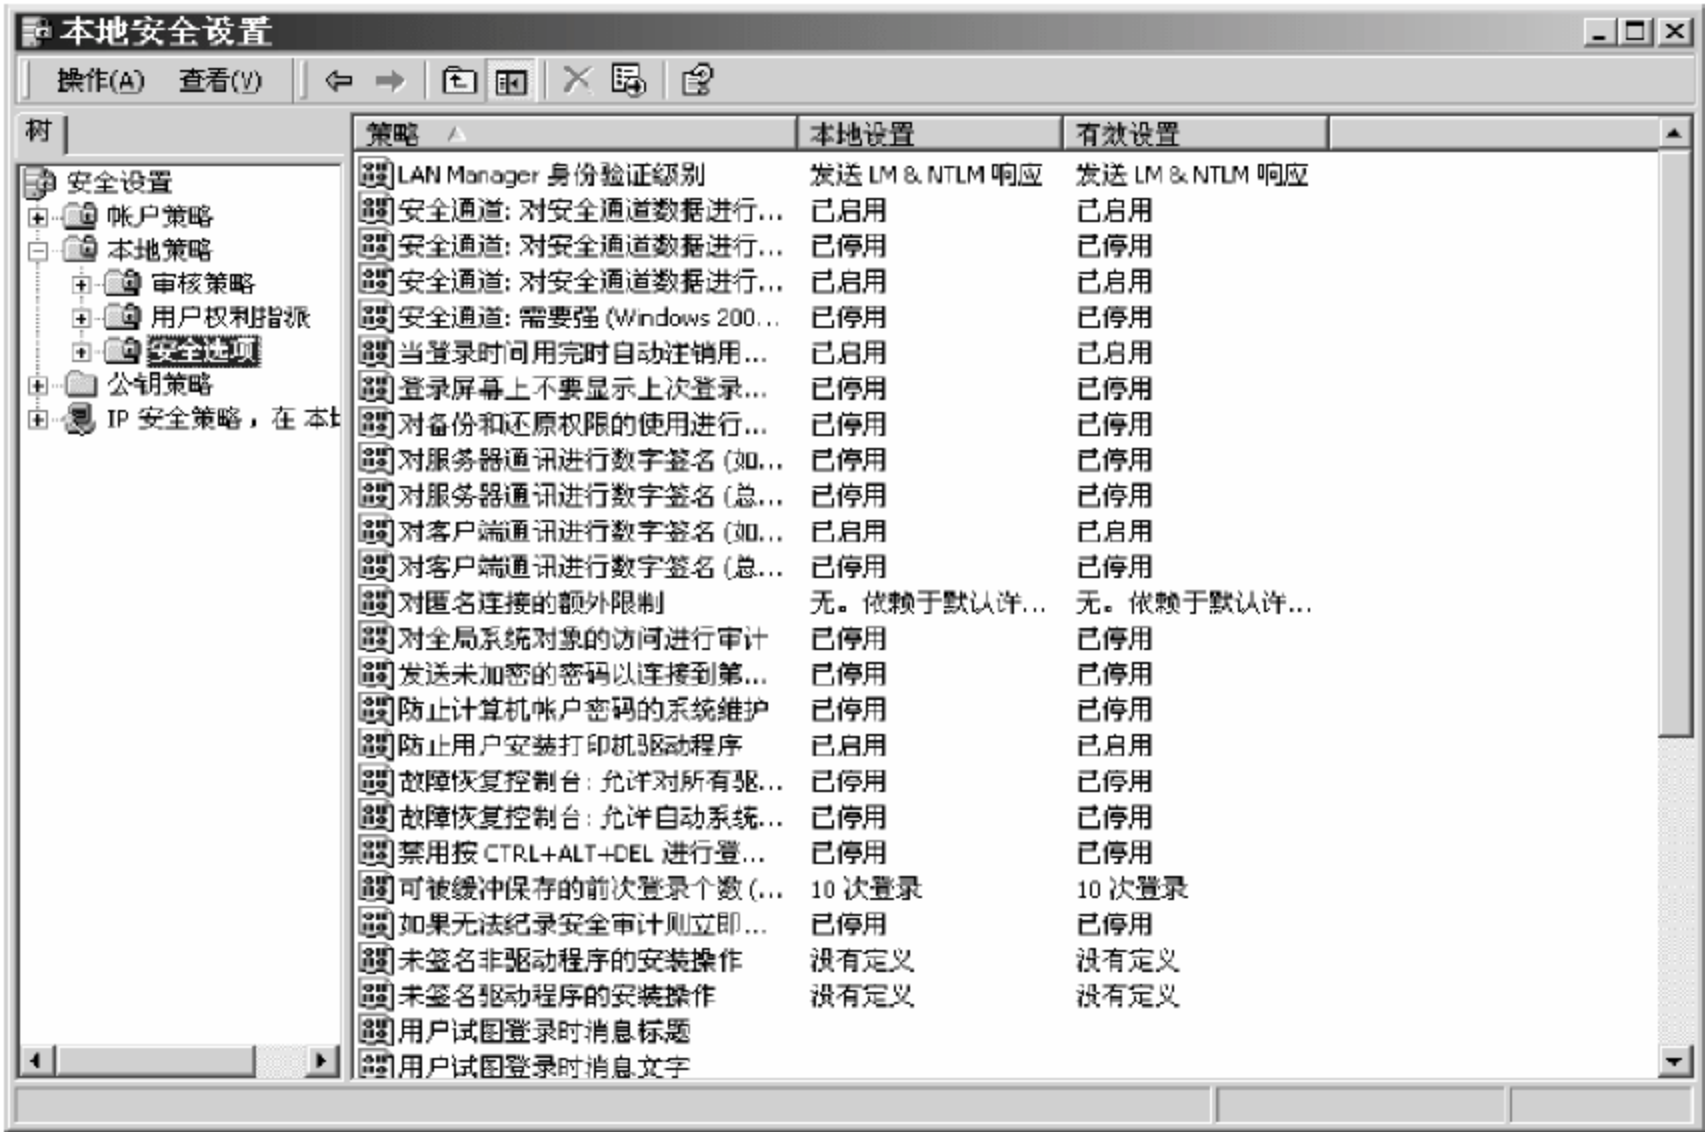 本地安全设置
操作(A) 查看(V)
树
安全设置
帐户策略
本地策略
审核策略
用户权利指派
安全选项
公钥策略
IP 安全策略，在 本
策略 本地设置 有效设置
LAN Manager 身份验证级别 发送 LM & NTLM 响应 发送 LM & NTLM 响应
安全通道: 对安全通道数据进行... 已启用 已启用
安全通道: 对安全通道数据进行... 已停用 已停用
安全通道: 对安全通道数据进行... 已启用 已启用
安全通道: 需要强 (Windows 200... 已停用 已停用
当登录时间用完时自动注销用... 已启用 已启用
登录屏幕上不要显示上次登录... 已停用 已停用
对备份和还原权限的使用进行... 已停用 已停用
对服务器通讯进行数字签名 (如... 已停用 已停用
对服务器通讯进行数字签名 (总... 已停用 已停用
对客户端通讯进行数字签名 (如... 已启用 已启用
对客户端通讯进行数字签名 (总... 已停用 已停用
对匿名连接的额外限制 无。依赖于默认许... 无。依赖于默认许...
对全局系统对象的访问进行审计 已停用 已停用
发送未加密的密码以连接到第... 已停用 已停用
防止计算机帐户密码的系统维护 已停用 已停用
防止用户安装打印机驱动程序 已启用 已启用
故障恢复控制台: 允许对所有驱... 已停用 已停用
故障恢复控制台: 允许自动系统... 已停用 已停用
禁用按 CTRL+ALT+DEL 进行登... 已停用 已停用
可被缓冲保存的前次登录个数 (... 10 次登录 10 次登录
如果无法纪录安全审计则立即... 已停用 已停用
未签名非驱动程序的安装操作 没有定义 没有定义
未签名驱动程序的安装操作 没有定义 没有定义
用户试图登录时消息标题
用户试图登录时消息文字